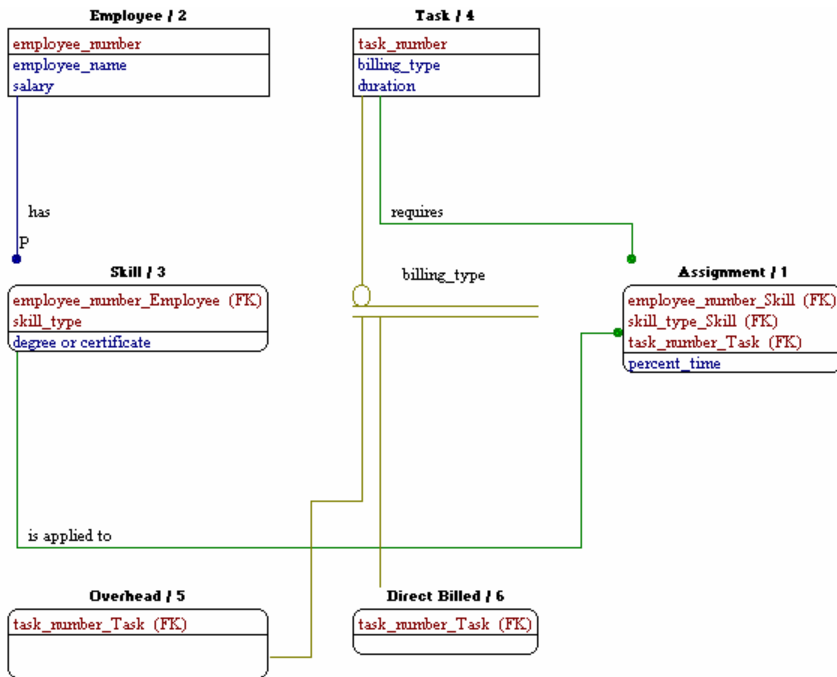 Employee / 2
employee_number
employee_name
salary
Task / 4
task_number
billing_type
duration
has
P
requires
billing_type
Skill / 3
employee_number_Employee (FK)
skill_type
degree or certificate
Assignment / 1
employee_number_Skill (FK)
skill_type_Skill (FK)
task_number_Task (FK)
percent_time
is applied to
Overhead / 5
task_number_Task (FK)
Direct Billed / 6
task_number_Task (FK)